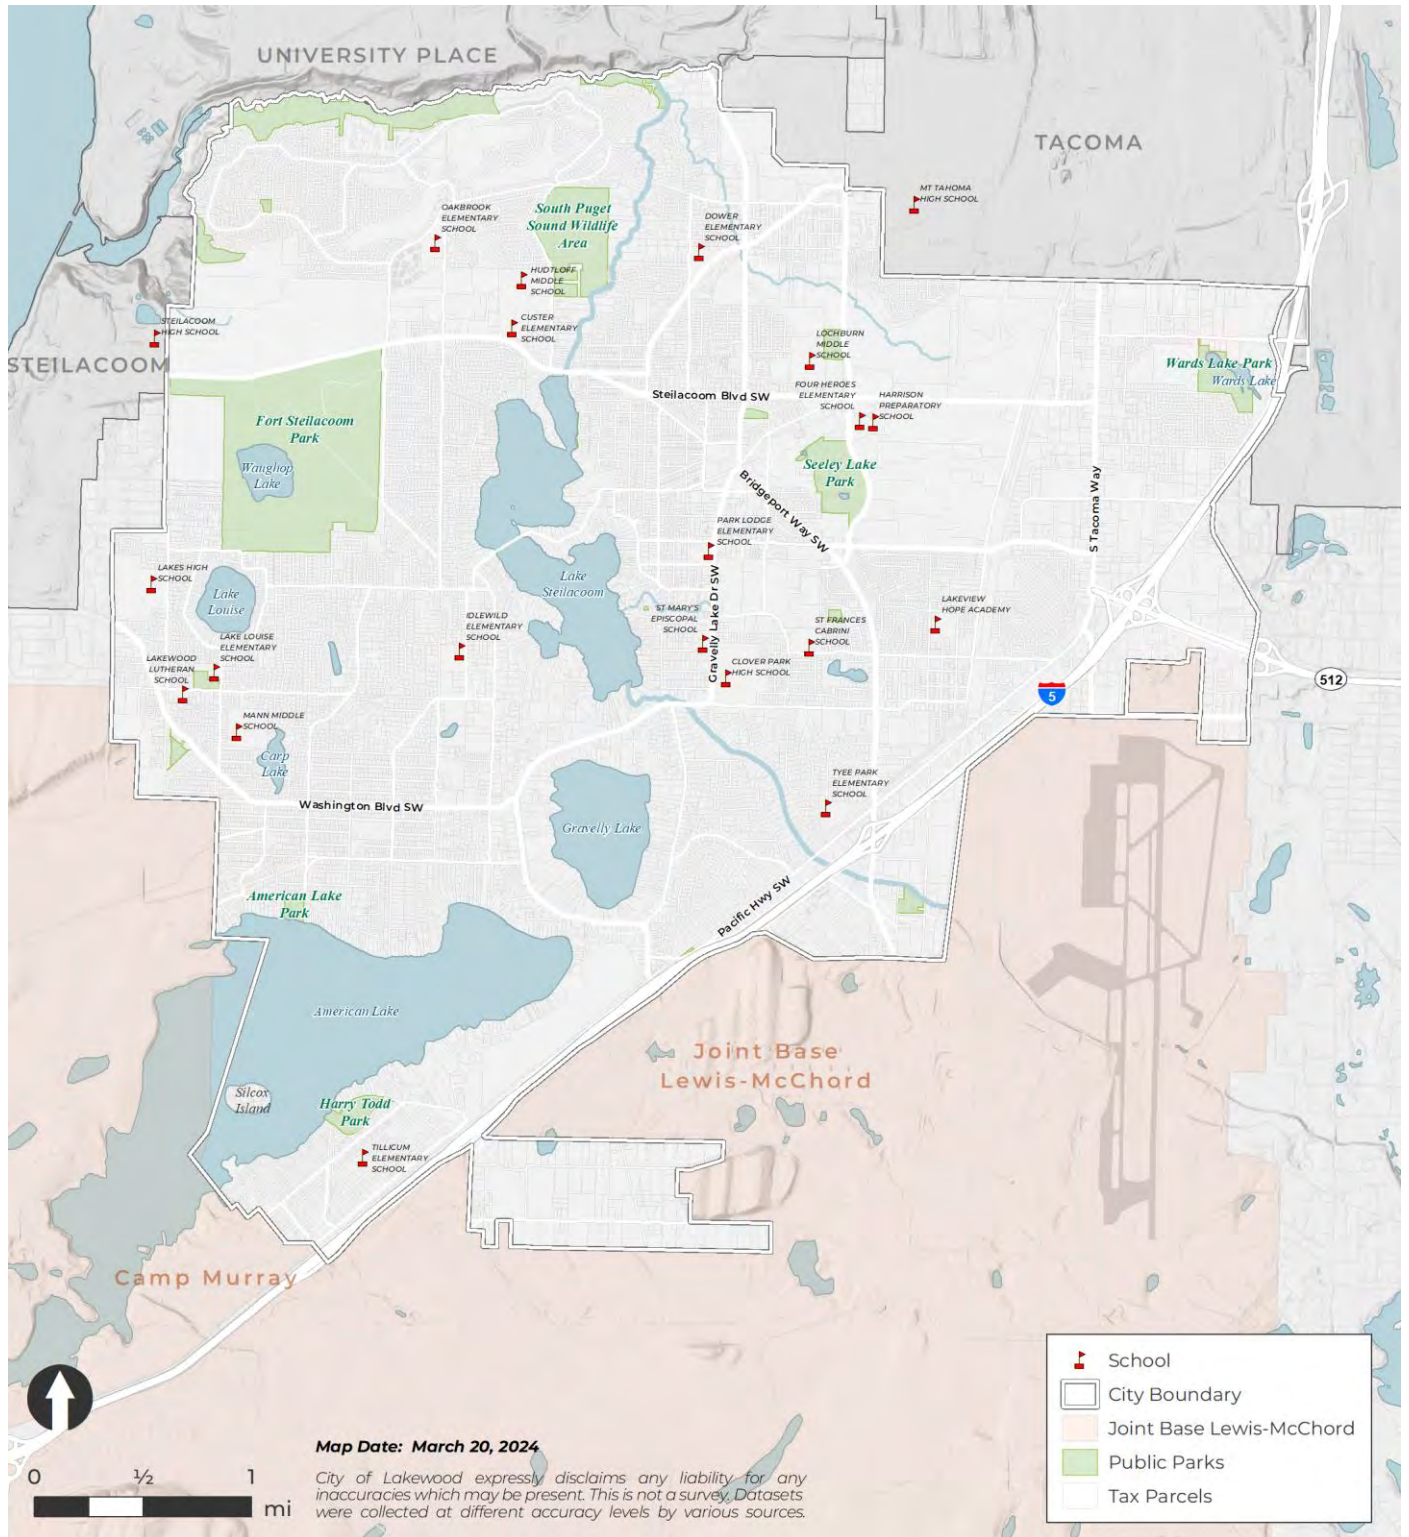 UNIVERSITY PLACE
TACOMA
MT TAHOMA
HIGH SCHOOL
OAKBROOK
ELEMENTARY
SCHOOL
South Puget
Sound Wildlife
Area
DOWER
ELEMENTARY
SCHOOL
HUDTLOFF
MIDDLE
SCHOOL
CUSTER
ELEMENTARY
SCHOOL
STEILACOOM
HIGH SCHOOL
STEILACOOM
LOCHBURN
MIDDLE
SCHOOL
Wards Lake Park
Wards Lake
Steilacoom Blvd SW
FOUR HEROES
ELEMENTARY
SCHOOL
HARRISON
PREPARATORY
SCHOOL
Fort Steilacoom
Park
Waughop
Lake
Seeley Lake
Park
Bridgeport Way SW
S Tacoma Way
PARK LODGE
ELEMENTARY
SCHOOL
LAKES HIGH
SCHOOL
Lake
Louise
Lake
Steilacoom
Gravelly Lake Dr SW
ST MARY'S
EPISCOPAL
SCHOOL
IDLEWILD
ELEMENTARY
SCHOOL
LAKEVIEW
HOPE ACADEMY
ST FRANCES
CABRINI
SCHOOL
LAKE LOUISE
ELEMENTARY
SCHOOL
LAKEWOOD
LUTHERAN
SCHOOL
CLOVER PARK
HIGH SCHOOL
512
5
MANN MIDDLE
SCHOOL
Carp
Lake
Washington Blvd SW
TYEE PARK
ELEMENTARY
SCHOOL
Gravelly Lake
American Lake
Park
Pacific Hwy SW
American Lake
Joint Base
Lewis-McChord
Silcox
Island
Harry Todd
Park
TILLICUM
ELEMENTARY
SCHOOL
Camp Murray
School
City Boundary
Joint Base Lewis-McChord
Public Parks
Tax Parcels
0 ½ 1
mi
Map Date: March 20, 2024
City of Lakewood expressly disclaims any liability for any
inaccuracies which may be present. This is not a survey. Datasets
were collected at different accuracy levels by various sources.